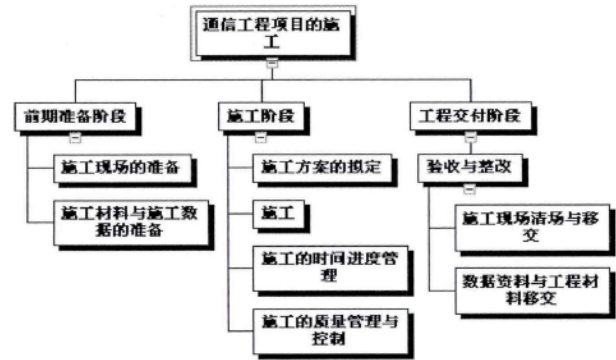 通信工程项目的施
工
前期准备阶段
施工阶段
工程交付阶段
施工现场的准备
施工方案的拟定
验收与整改
施工材料与施工数
据的准备
施工
施工现场清场与移
交
施工的时间进度管
理
数据资料与工程材
料移交
施工的质量管理与
控制